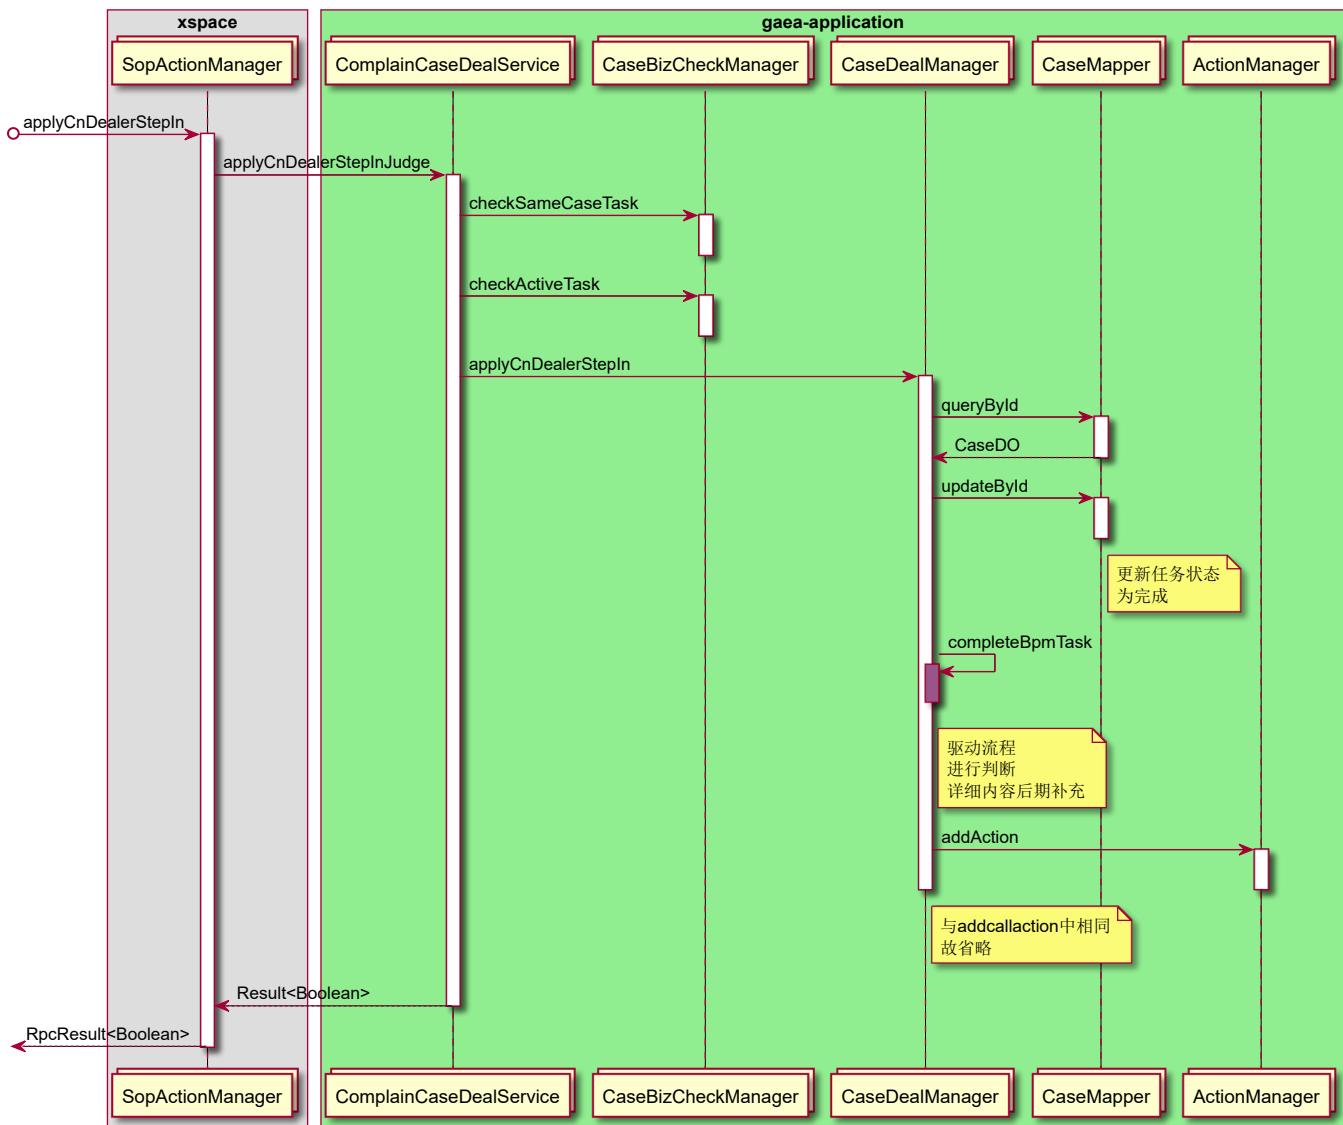 xspace
gaea-application
SopActionManager
ComplainCaseDealService
CaseBizCheckManager
CaseDealManager
CaseMapper
ActionManager
applyCnDealerStepIn
applyCnDealerStepInJudge
checkSameCaseTask
checkActiveTask
applyCnDealerStepIn
queryById
CaseDO
updateById
更新任务状态
为完成
completeBpmTask
驱动流程
进行判断
详细内容后期补充
addAction
与addcallaction中相同
故省略
Result<Boolean>
RpcResult<Boolean>
SopActionManager
ComplainCaseDealService
CaseBizCheckManager
CaseDealManager
CaseMapper
ActionManager